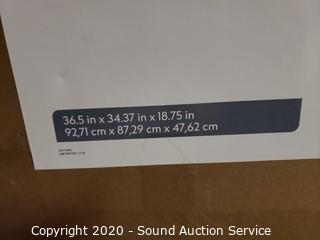 36.5 in x 34.37 in x 18.75 in
92,71 cm x 87,29 cm x 47,62 cm
Copyright 2020 - Sound Auction Service